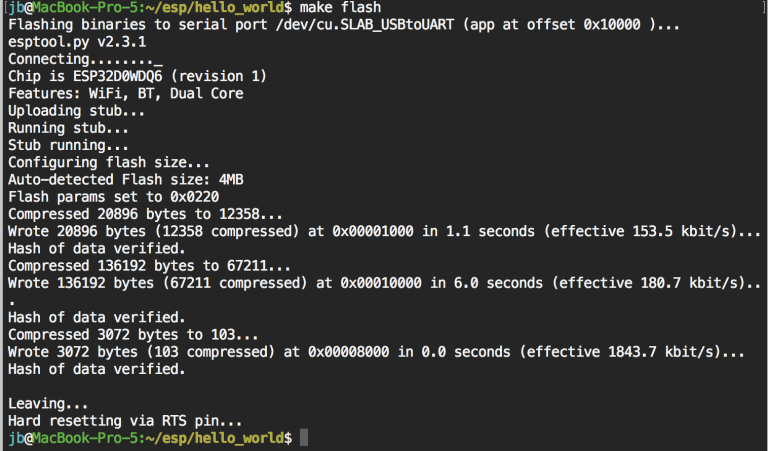 jb@MacBook-Pro-5:~/esp/hello_world$ make flash
Flashing binaries to serial port /dev/cu.SLAB_USBtoUART (app at offset 0x10000 )...
esptool.py v2.3.1
Connecting........_
Chip is ESP32D0WDQ6 (revision 1)
Features: WiFi, BT, Dual Core
Uploading stub...
Running stub...
Stub running...
Configuring flash size...
Auto-detected Flash size: 4MB
Flash params set to 0x0220
Compressed 20896 bytes to 12358...
Wrote 20896 bytes (12358 compressed) at 0x00001000 in 1.1 seconds (effective 153.5 kbit/s)...
Hash of data verified.
Compressed 136192 bytes to 67211...
Wrote 136192 bytes (67211 compressed) at 0x00010000 in 6.0 seconds (effective 180.7 kbit/s)..
.
Hash of data verified.
Compressed 3072 bytes to 103...
Wrote 3072 bytes (103 compressed) at 0x00008000 in 0.0 seconds (effective 1843.7 kbit/s)...
Hash of data verified.

Leaving...
Hard resetting via RTS pin...
jb@MacBook-Pro-5:~/esp/hello_world$